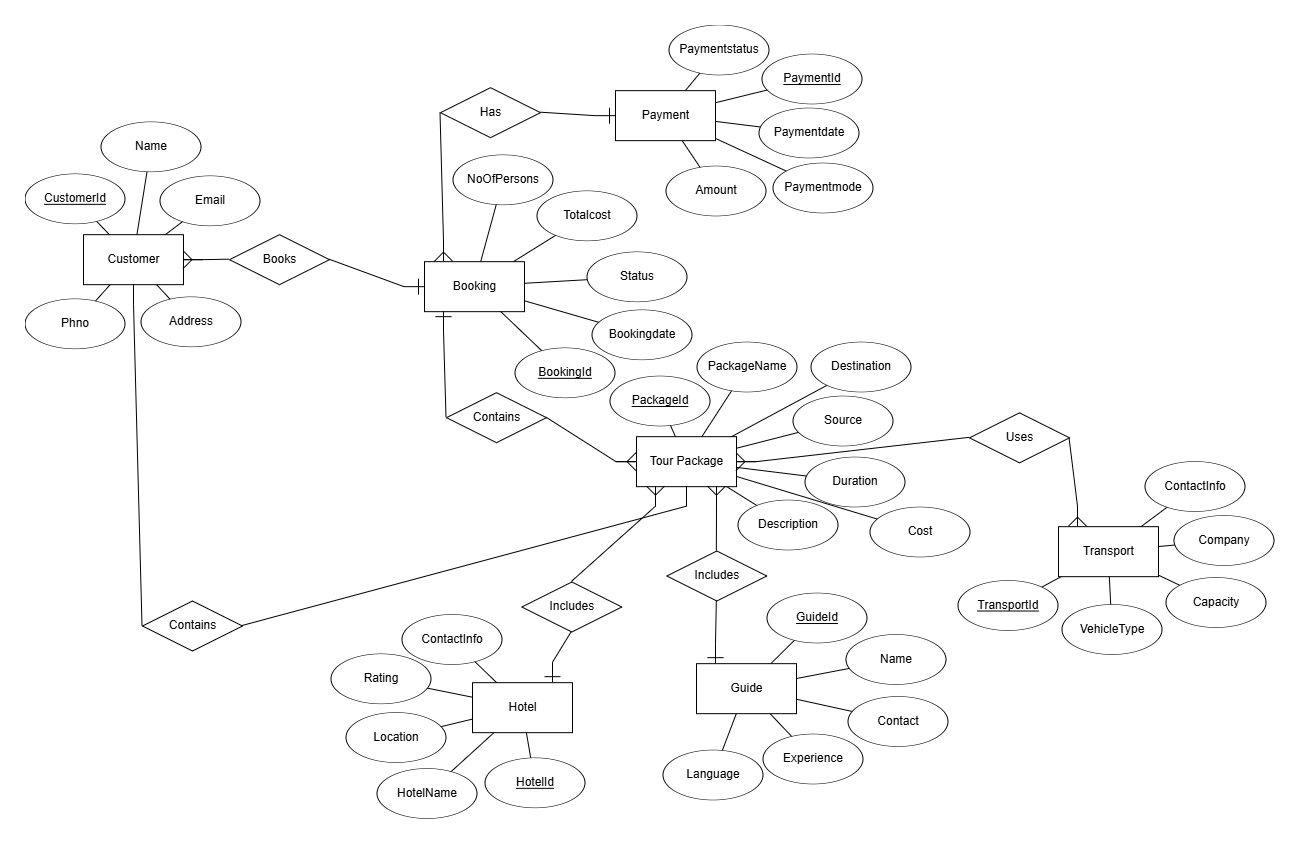 Paymentstatus
PaymentId
Has
Payment
Paymentdate
Name
NoOfPersons
Amount
Paymentmode
CustomerId
Email
Totalcost
Customer
Books
Booking
Status
Phno
Address
Bookingdate
BookingId
PackageName
Destination
PackageId
Contains
Source
Uses
Tour Package
Duration
ContactInfo
Description
Cost
Company
Transport
Includes
Includes
TransportId
Capacity
VehicleType
Contains
GuideId
ContactInfo
Name
Rating
Guide
Hotel
Contact
Location
Experience
Language
HotelName
HotelId